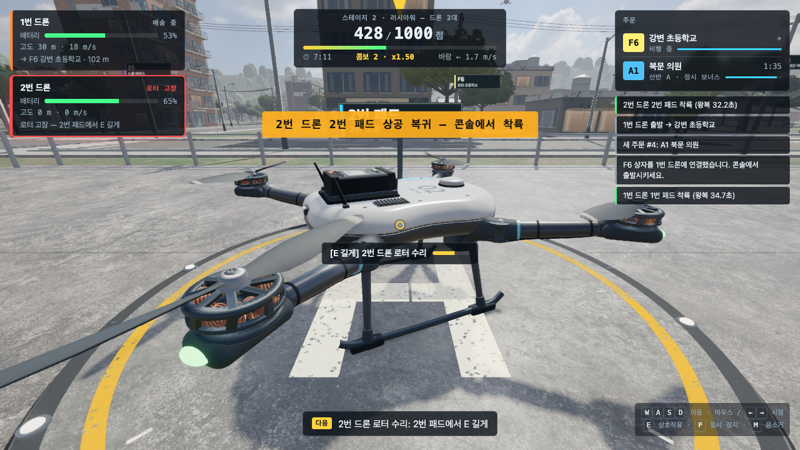 1번 드론 배송 중
배터리 53%
고도 30 m · 18 m/s
→ F6 강변 초등학교 · 102 m
2번 드론 로터 고장
배터리 65%
고도 0 m · 0 m/s
로터 고장 — 2번 패드에서 E 길게
스테이지 2 · 러시아워 — 드론 2대
428/1000점
7:11 콤보 2 · x1.50 바람 ← 1.7 m/s
F6
2번 드론 2번 패드 상공 복귀 — 콘솔에서 착륙
주문
F6 강변 초등학교
비행 중
A1 북문 의원 1:35
선반 A · 정시 보너스
2번 드론 2번 패드 착륙 (왕복 32.2초)
1번 드론 출발 → 강변 초등학교
새 주문 #4: A1 북문 의원
F6 상자를 1번 드론에 연결했습니다. 콘솔에서
출발시키세요.
1번 드론 1번 패드 착륙 (왕복 34.7초)
[E 길게] 2번 드론 로터 수리
다음 2번 드론 로터 수리: 2번 패드에서 E 길게
W A S D 이동 · 마우스 / ← → 시점
E 상호작용 · P 일시 정지 · M 음소거